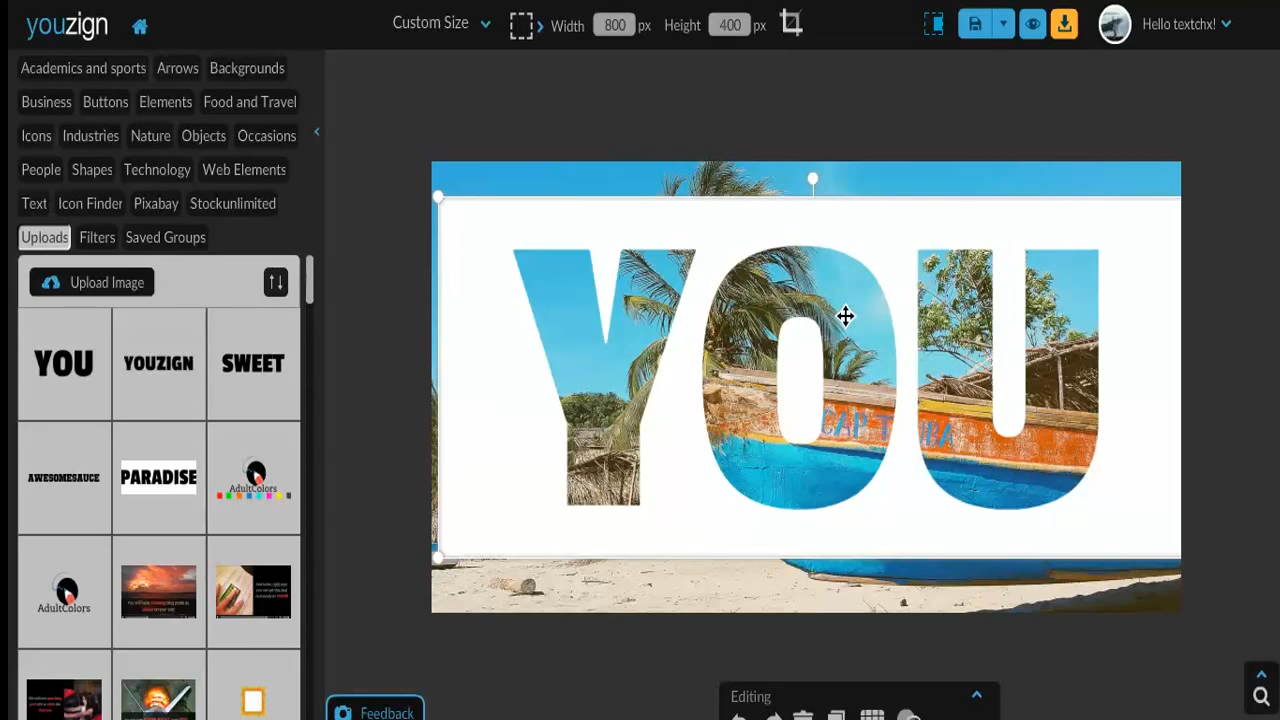 youzign
Custom Size
Width 800 px Height 400 px
Hello textchx!
Academics and sports Arrows Backgrounds
Business Buttons Elements Food and Travel
Icons Industries Nature Objects Occasions
People Shapes Technology Web Elements
Text Icon Finder Pixabay Stockunlimited
Uploads Filters Saved Groups
Upload Image
YOU YOUZIGN SWEET
AWESOMESAUCE PARADISE AdultColors
AdultColors
YOU
CAP T
Editing
Feedback